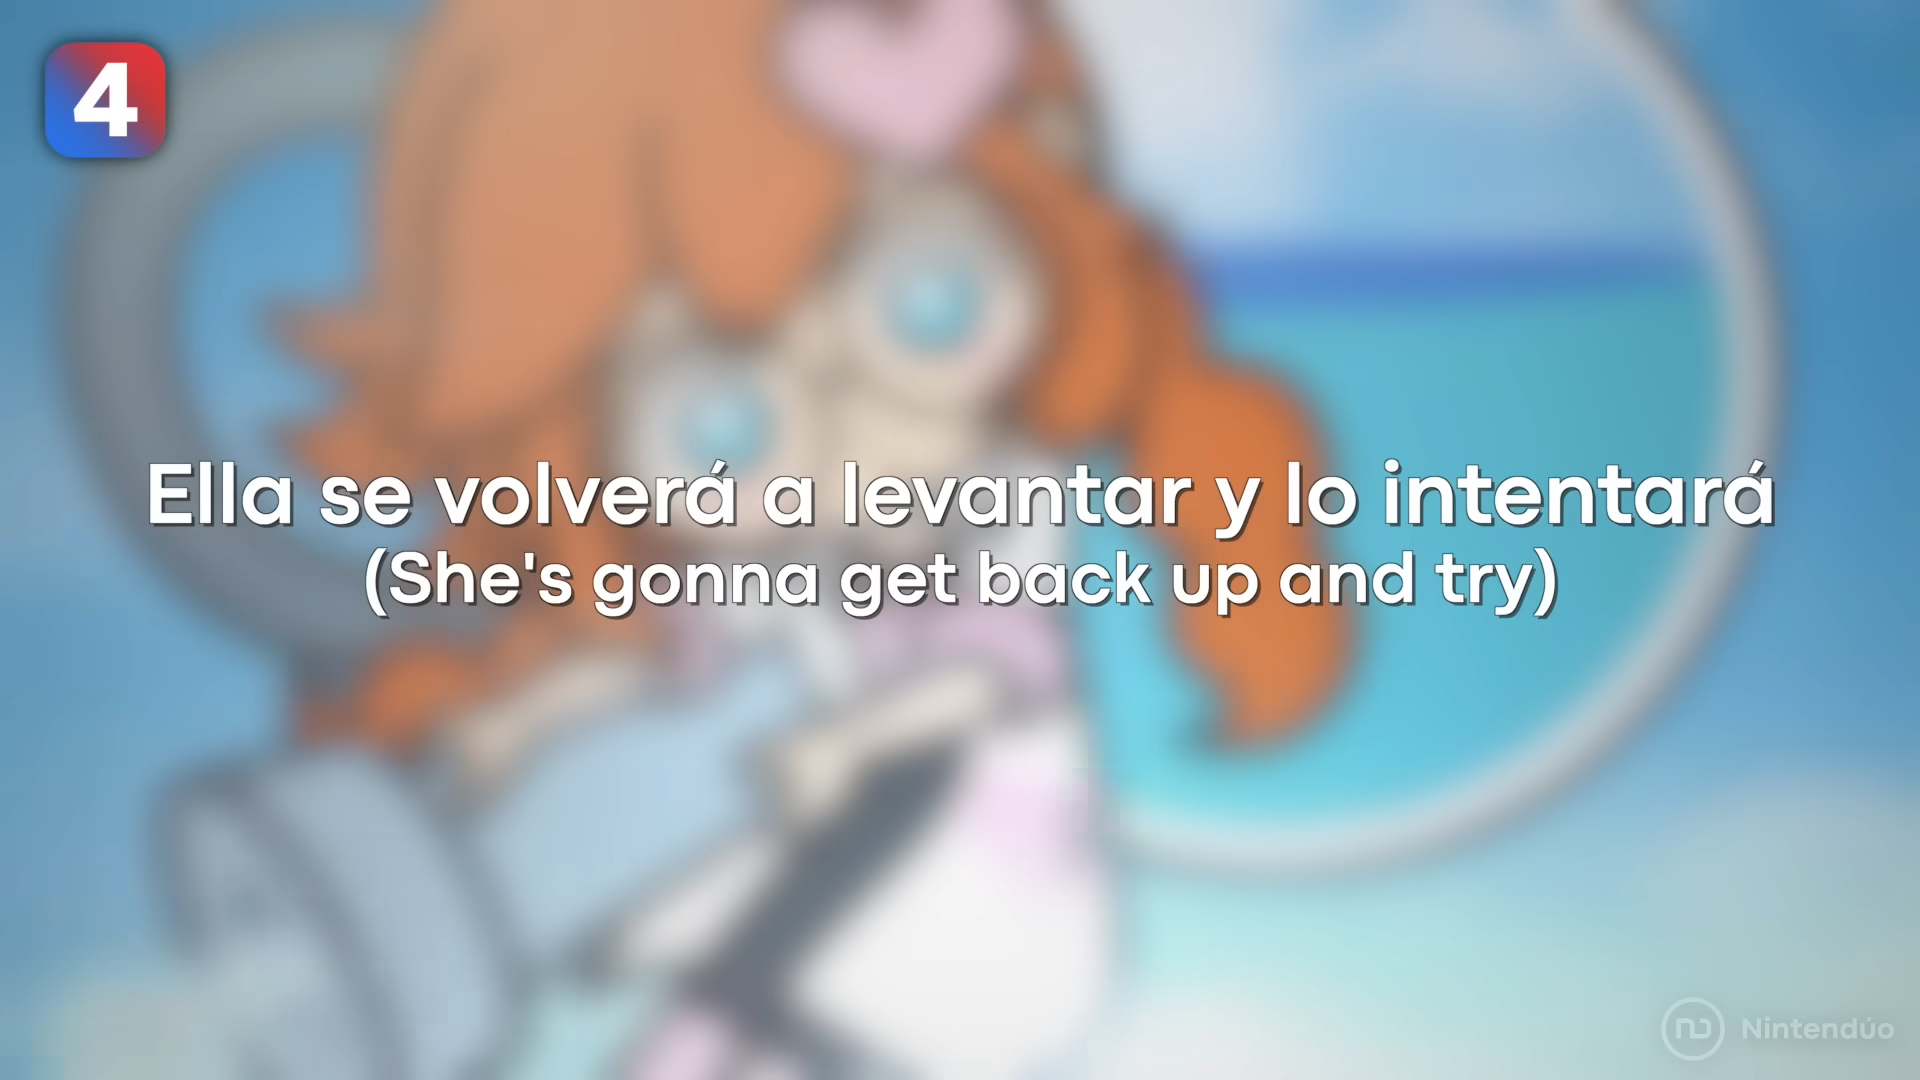 4
Ella se volverá a levantar y lo intentará
(She's gonna get back up and try)
Nintendúo